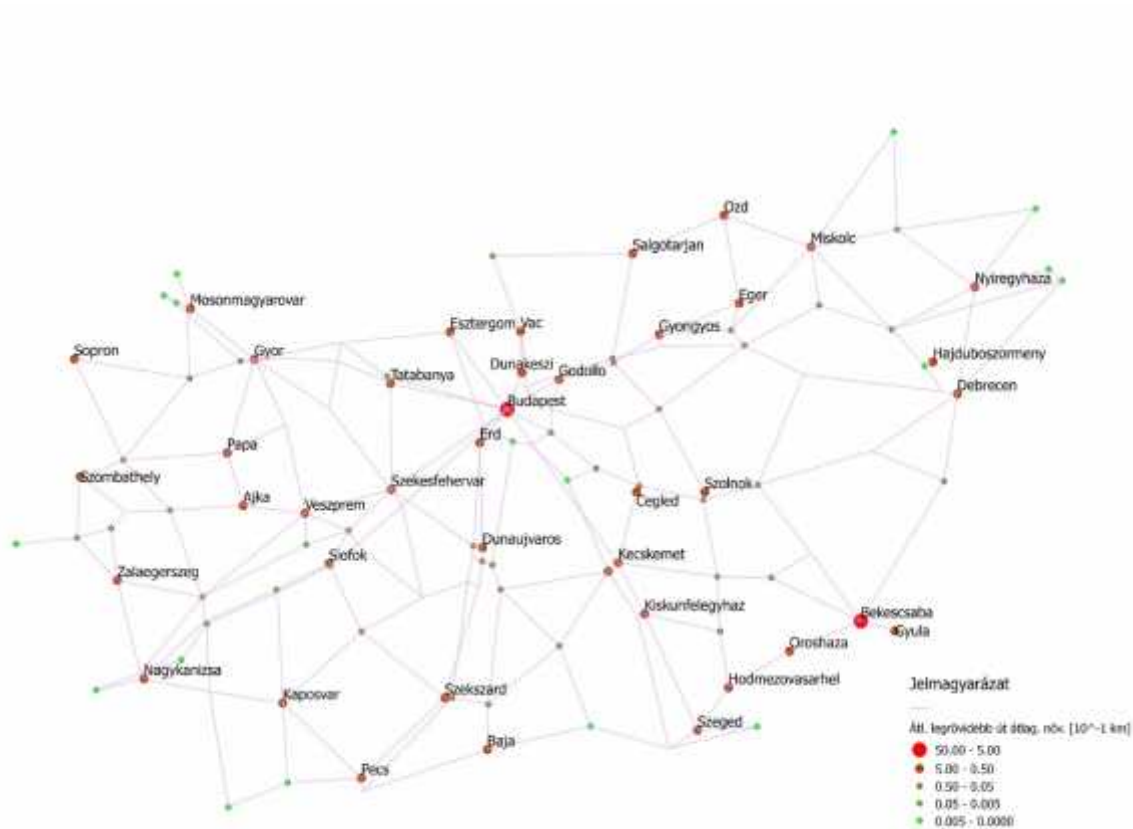 Ozd
Salgotarjan
Miskolc
Nyiregyhaza
Mosonmagyarovar
Eger
Esztergom Vac
Gyongyos
Sopron
Gyor
Dunakeszi
Godollo
Hajduboszormeny
Tatabanya
Debrecen
Budapest
Erd
Papa
Szombathely
Szekesfehervar
Szolnok
Ajka
Veszprem
Cegled
Dunaujvaros
Kecskemet
Siofok
Zalaegerszeg
Kiskunfelegyhaz
Bekescsaba
Gyula
Oroshaza
Nagykanizsa
Hodmezovasarhel
Kaposvar
Szekszard
Szeged
Baja
Pecs
Jelmagyarázat
Átl. legrövidebb út átlag. növ. [10^-1 km]
50.00 - 5.00
5.00 - 0.50
0.50 - 0.05
0.05 - 0.005
0.005 - 0.0000